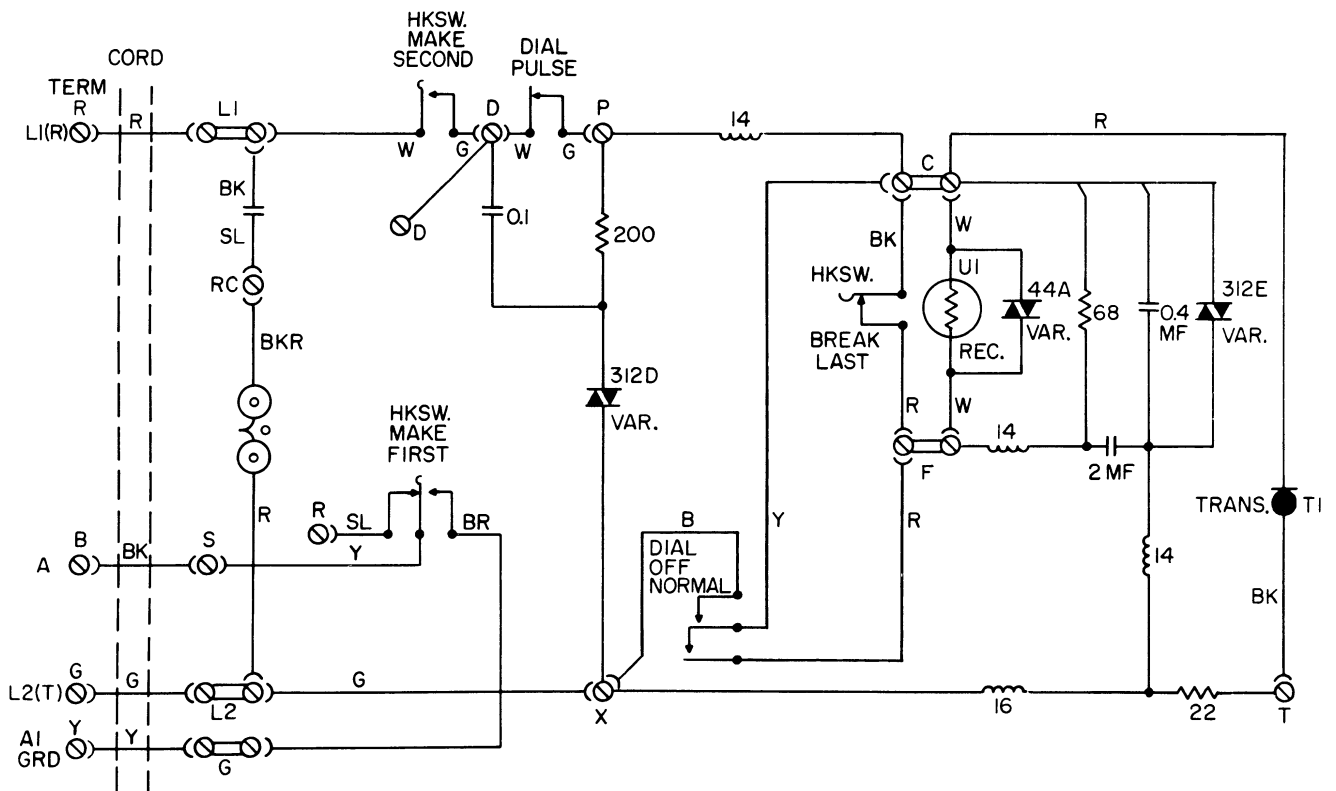 CORD
HKSW.
MAKE
SECOND
DIAL
PULSE
TERM
R
L1(R)
R
L1
W
G
D
W
G
P
14
R
C
BK
SL
RC
BKR
D
0.1
200
BK
W
HKSW.
BREAK
LAST
U1
REC.
44A
VAR.
68
0.4
MF
312E
VAR.
312D
VAR.
HKSW.
MAKE
FIRST
R
W
14
F
2 MF
TRANS. T1
R
R
SL
Y
BR
B
DIAL
OFF
NORMAL
Y
R
14
BK
B
A
BK
S
G
L2(T)
G
L2
G
X
16
22
T
A1
GRD
Y
Y
G